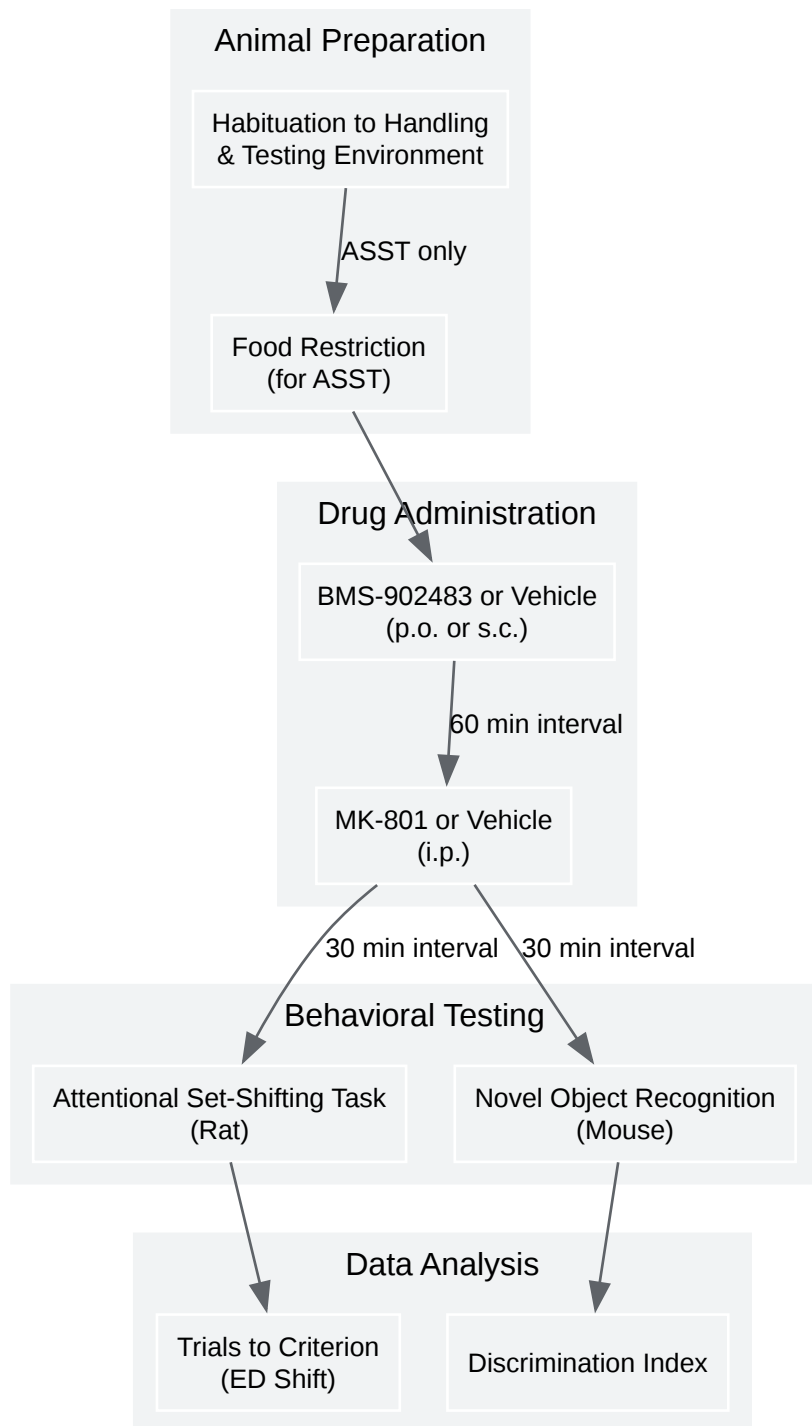 Animal Preparation
Habituation to Handling
& Testing Environment
ASST only
Food Restriction
(for ASST)
Drug Administration
BMS-902483 or Vehicle
(p.o. or s.c.)
60 min interval
MK-801 or Vehicle
(i.p.)
30 min interval
30 min interval
Behavioral Testing
Attentional Set-Shifting Task
(Rat)
Novel Object Recognition
(Mouse)
Data Analysis
Trials to Criterion
(ED Shift)
Discrimination Index